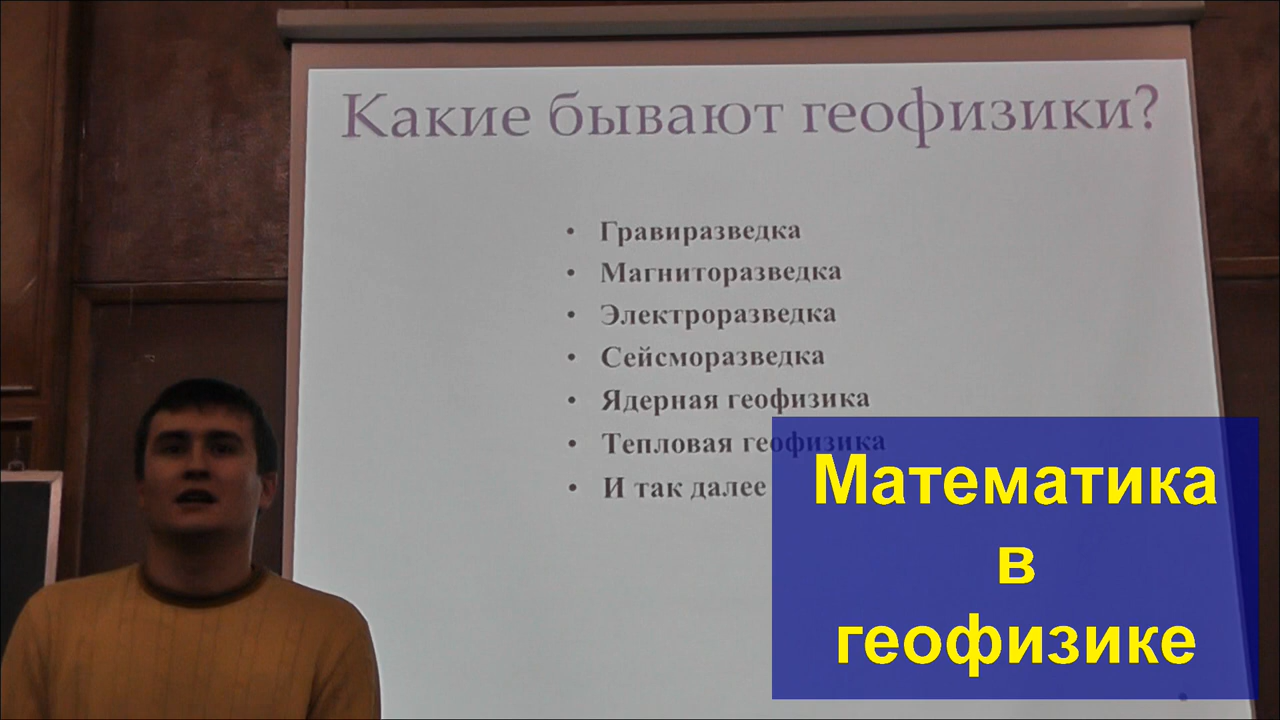 Какие бывают геофизики?
• Гравиразведка
• Магниторазведка
• Электроразведка
• Сейсморазведка
• Ядерная геофизика
• Тепловая геофизика
• И так далее
Математика
в
геофизике